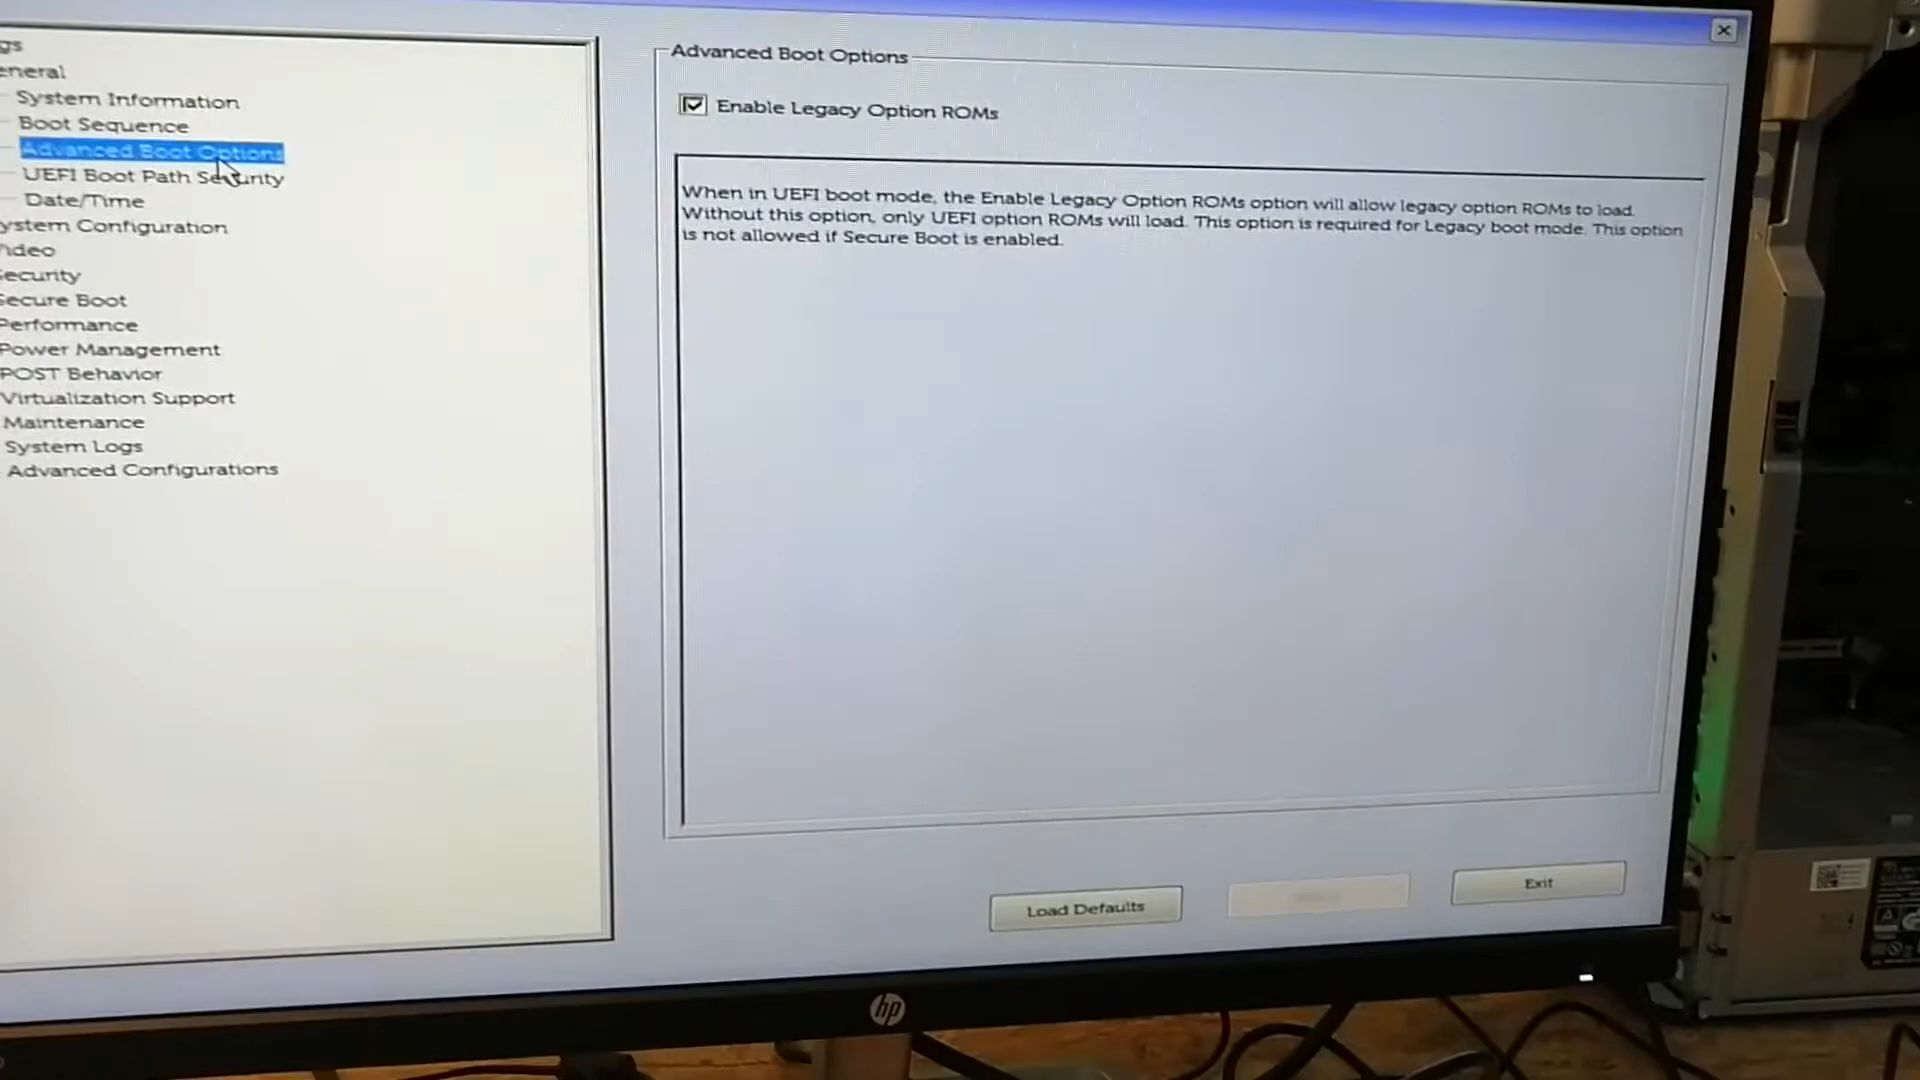 gs
eneral
System Information
Boot Sequence
Advanced Boot Options
UEFI Boot Path Security
Date/Time
ystem Configuration
ideo
ecurity
Secure Boot
Performance
Power Management
POST Behavior
Virtualization Support
Maintenance
System Logs
Advanced Configurations
Advanced Boot Options
Enable Legacy Option ROMs
When in UEFI boot mode, the Enable Legacy Option ROMs option will allow legacy option ROMs to load.
Without this option, only UEFI option ROMs will load. This option is required for Legacy boot mode. This option
is not allowed if Secure Boot is enabled.
Load Defaults
Exit
hp